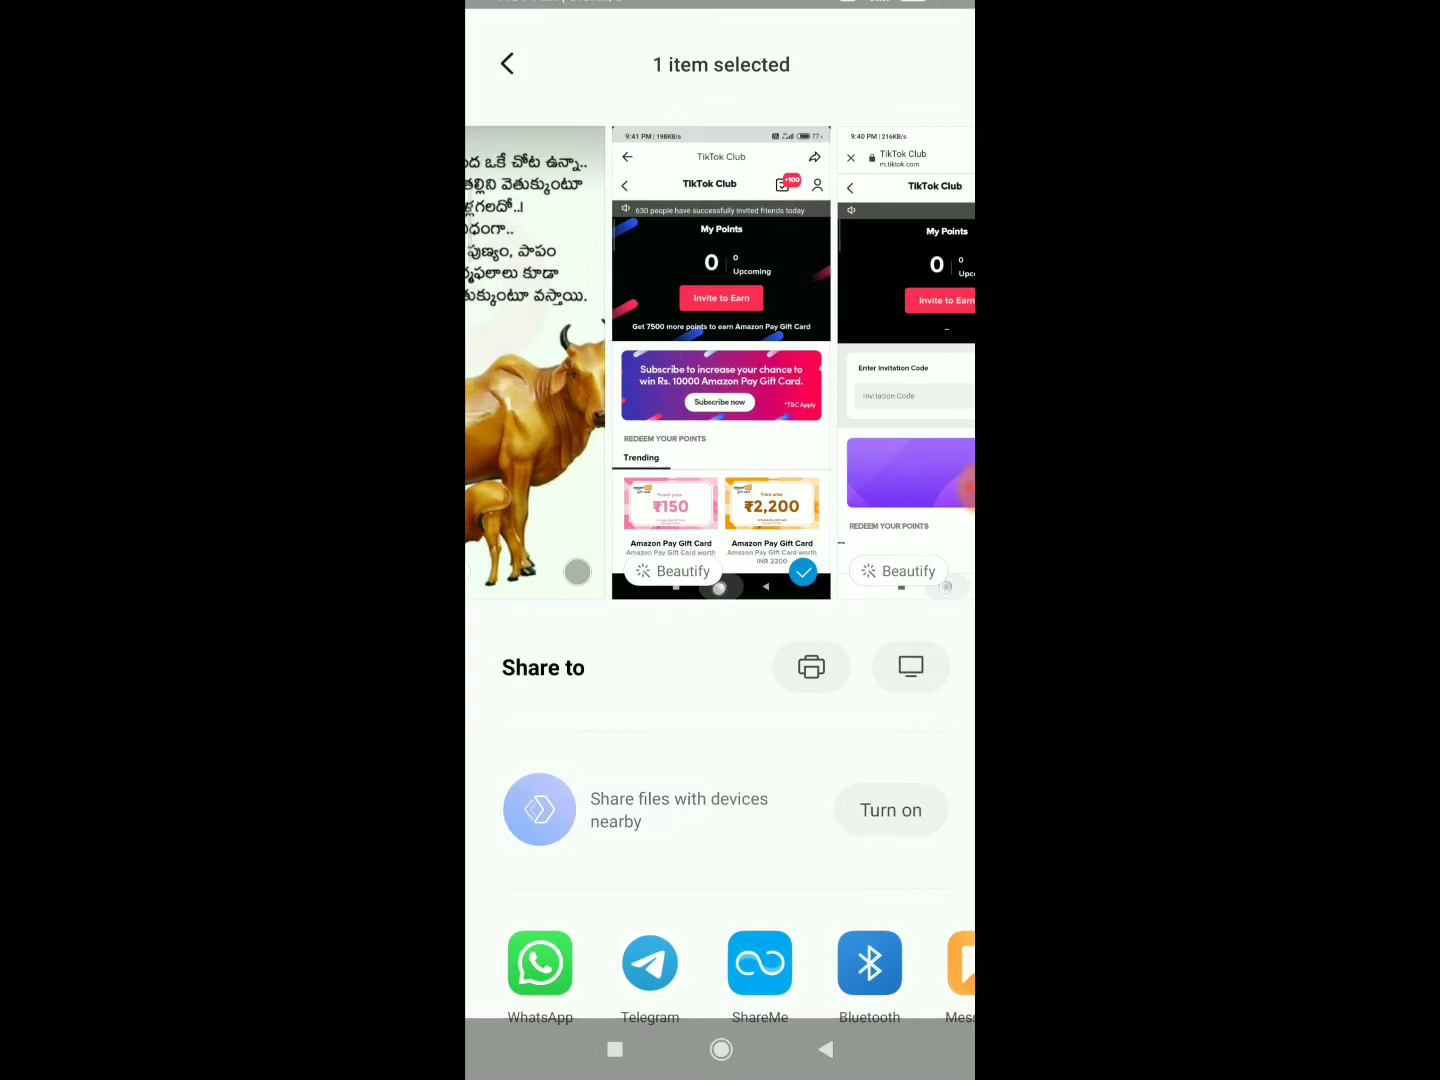 1 item selected
ఒకే చోట ఉన్నా..
తల్లిని వెతుక్కుంటూ
పుణ్యం, పాపం
కూడా
వస్తాయి.
9:41 PM | 198KB/s
77
TikTok Club
TikTok Club
+100
630 people have successfully invited friends today
My Points
0
0
Upcoming
Invite to Earn
Get 7500 more points to earn Amazon Pay Gift Card
Subscribe to increase your chance to
win Rs. 10000 Amazon Pay Gift Card.
Subscribe now
*T&C Apply
REDEEM YOUR POINTS
Trending
₹150
₹2,200
Amazon Pay Gift Card
Amazon Pay Gift Card worth
Amazon Pay Gift Card
Amazon Pay Gift Card worth
INR 2200
Beautify
9:40 PM | 216KB/s
TikTok Club
m.tiktok.com
TikTok Club
My Points
0
0
Upc
Invite to Earn
--
Enter Invitation Code
Invitation Code
REDEEM YOUR POINTS
--
Beautify
Share to
Share files with devices
nearby
Turn on
WhatsApp
Telegram
ShareMe
Bluetooth
Mess